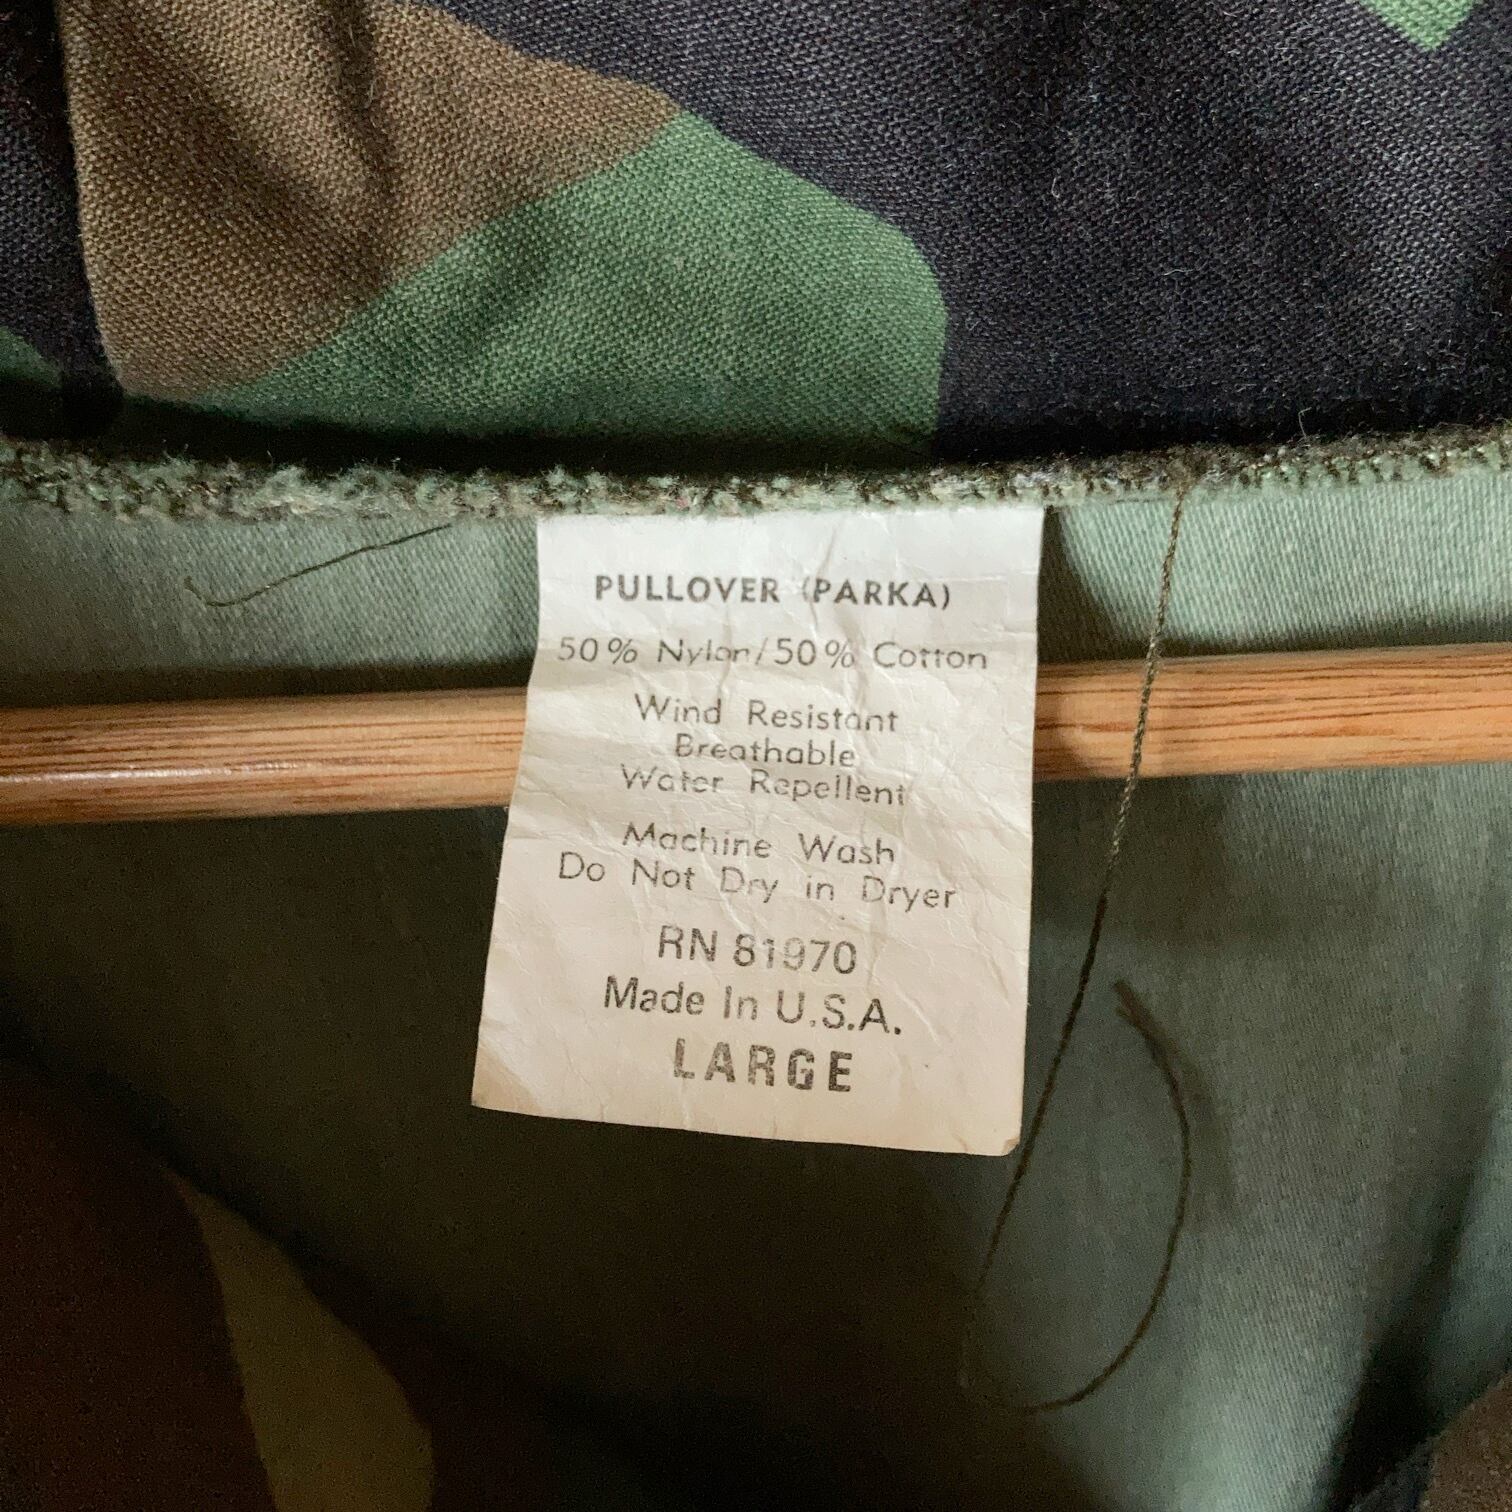 PULLOVER (PARKA)
50% Nylon/50% Cotton
Wind Resistant
Breathable
Water Repellent
Machine Wash
Do Not Dry in Dryer
RN 81970
Made In U.S.A.
LARGE